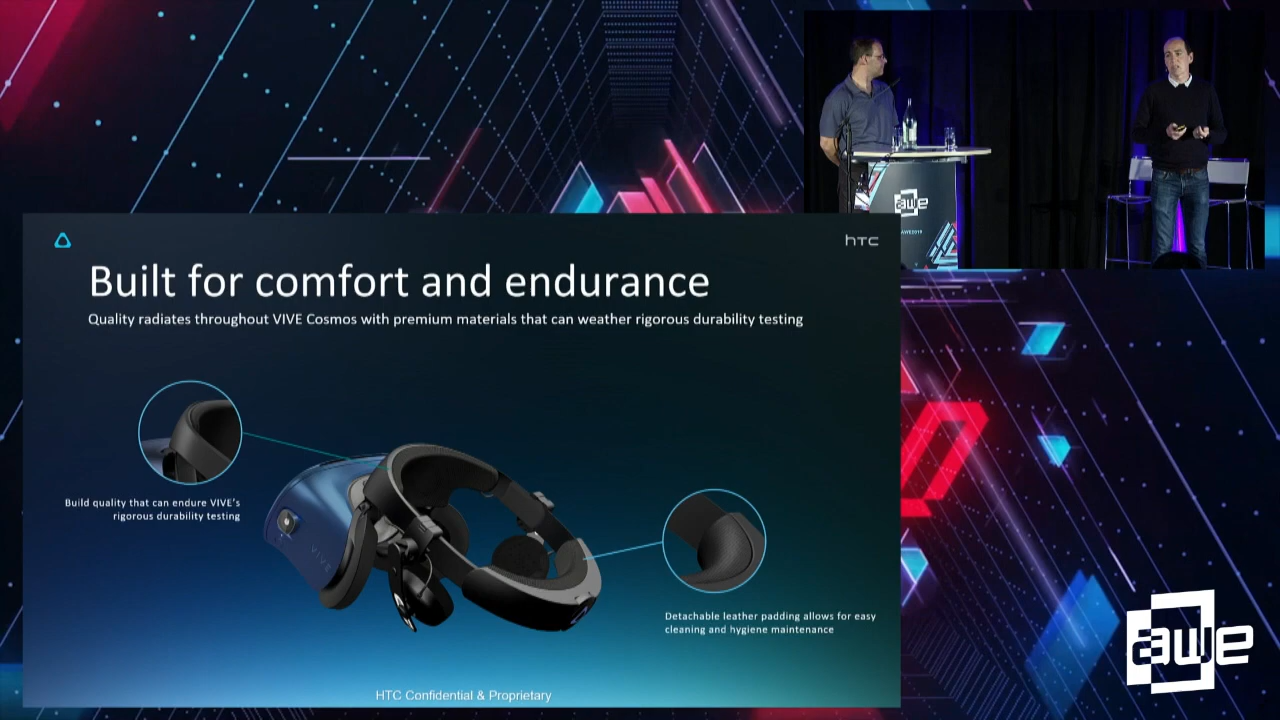 hTC
Built for comfort and endurance
Quality radiates throughout VIVE Cosmos with premium materials that can weather rigorous durability testing
Build quality that can endure VIVE's
rigorous durability testing
VIVE
Detachable leather padding allows for easy
cleaning and hygiene maintenance
HTC Confidential & Proprietary
awe
awe